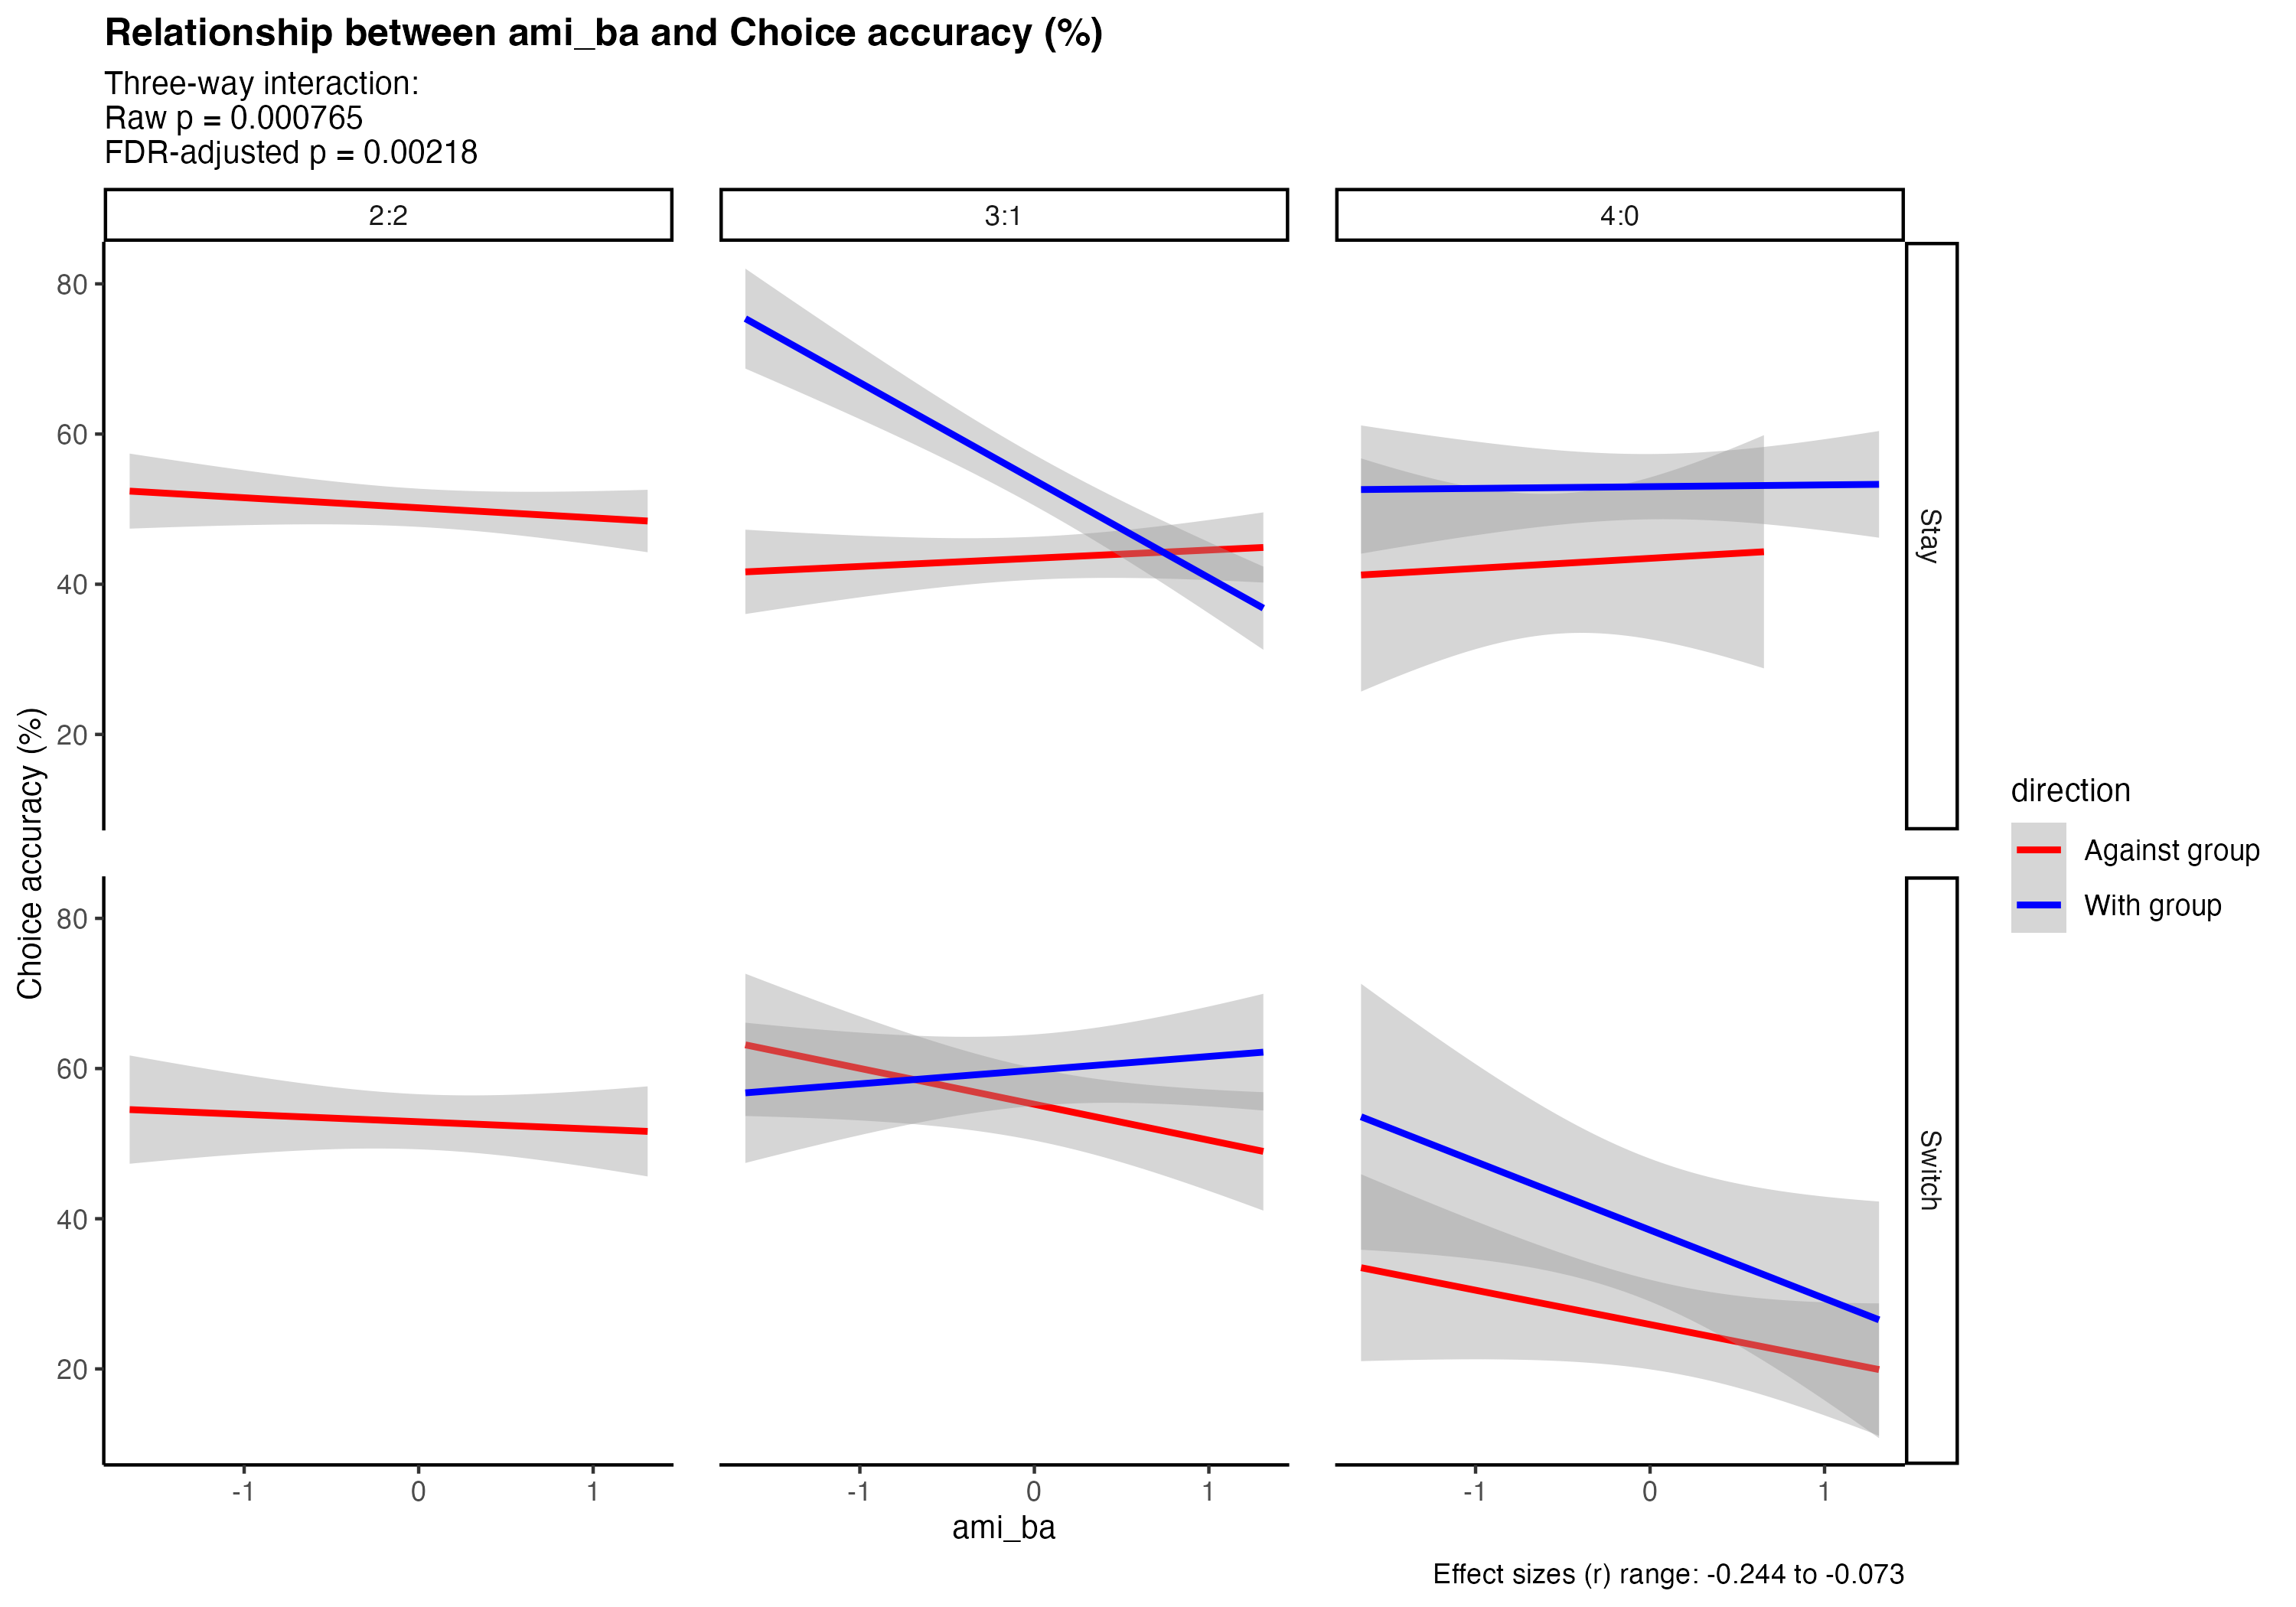 Relationship between ami_ba and Choice accuracy (%)
Three-way interaction:
Raw p = 0.000765
FDR-adjusted p = 0.00218
2:2
3:1
4:0
80
60
40
20
Stay
Choice accuracy (%)
direction
Against group
With group
80
60
40
20
Switch
-1
0
1
-1
0
1
-1
0
1
ami_ba
Effect sizes (r) range: -0.244 to -0.073